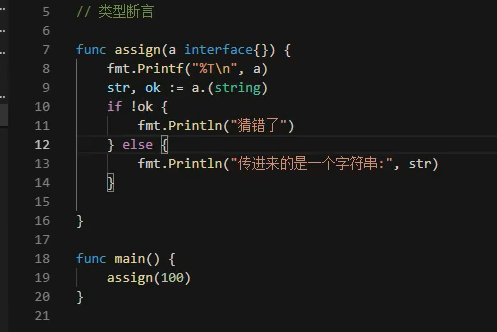 5 // 类型断言
6
7 func assign(a interface{}) {
8     fmt.Printf("%T\n", a)
9     str, ok := a.(string)
10     if !ok {
11         fmt.Println("猜错了")
12     } else {
13         fmt.Println("传进来的是一个字符串:", str)
14     }
15
16 }
17
18 func main() {
19     assign(100)
20 }
21